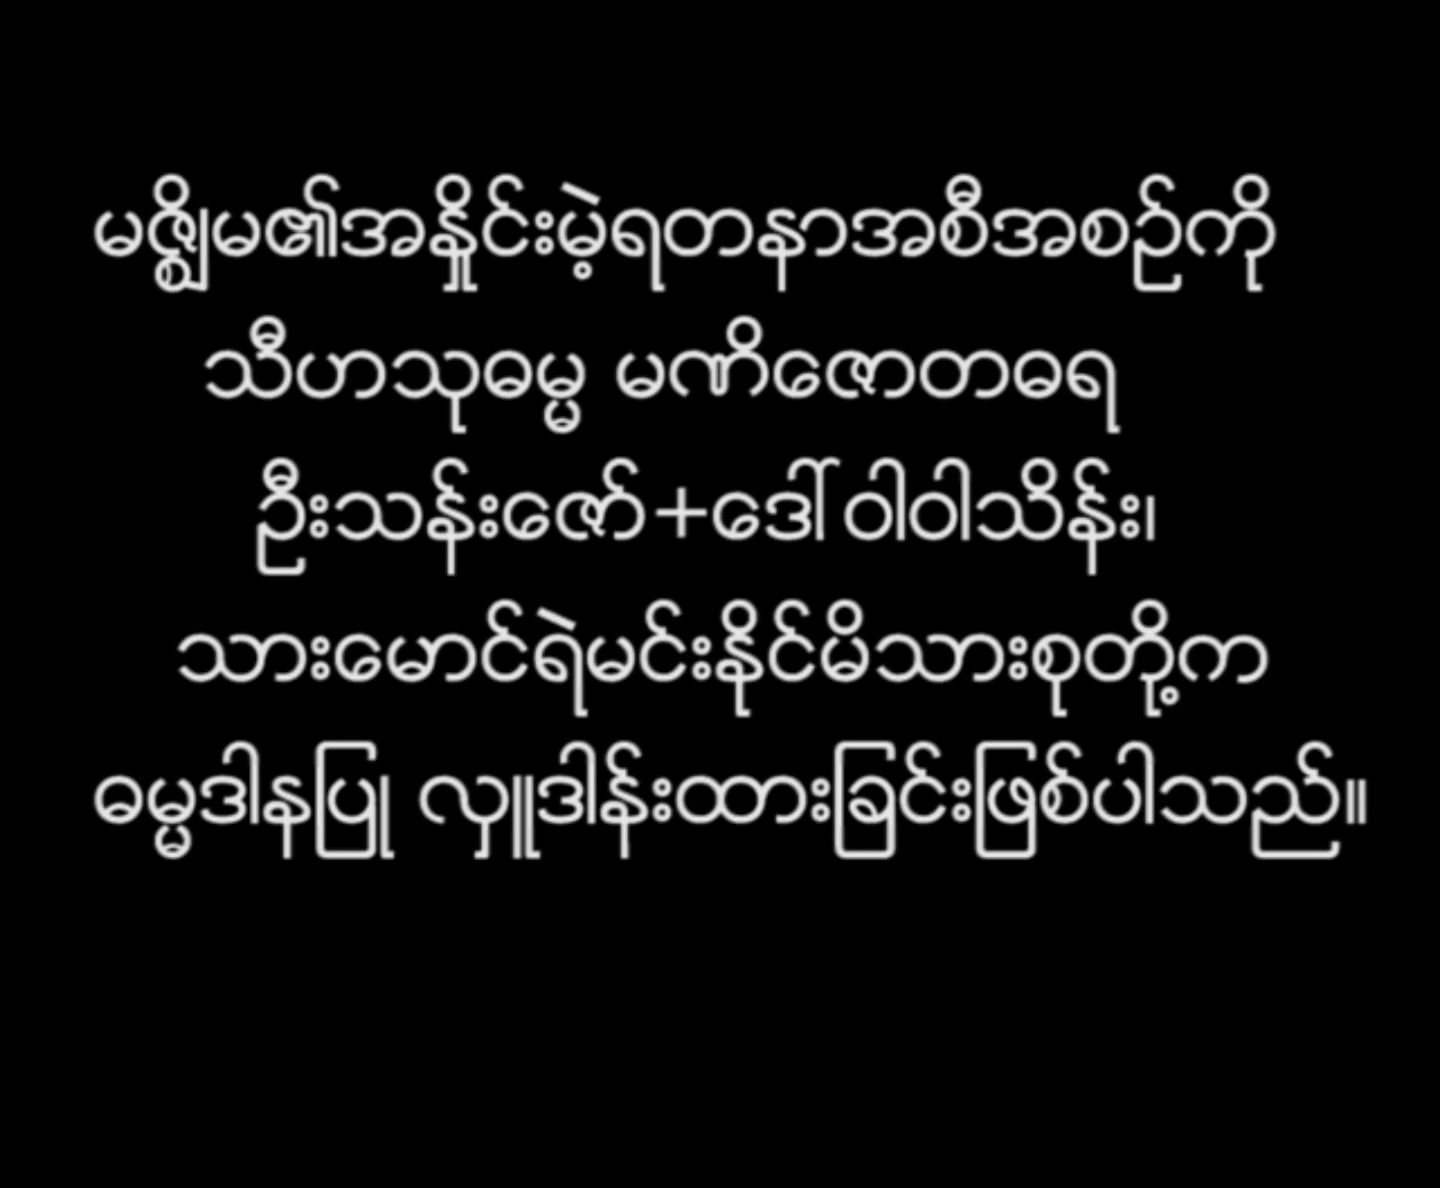 မဇ္ဈိမ၏အနှိုင်းမဲ့ရတနာအစီအစဉ်ကို
သီဟသုဓမ္မ မဏိဇောတဓရ
ဦးသန်းဇော်+ဒေါ်ဝါဝါသိန်း၊
သားမောင်ရဲမင်းနိုင်မိသားစုတို့က
ဓမ္မဒါနပြု လှူဒါန်းထားခြင်းဖြစ်ပါသည်။